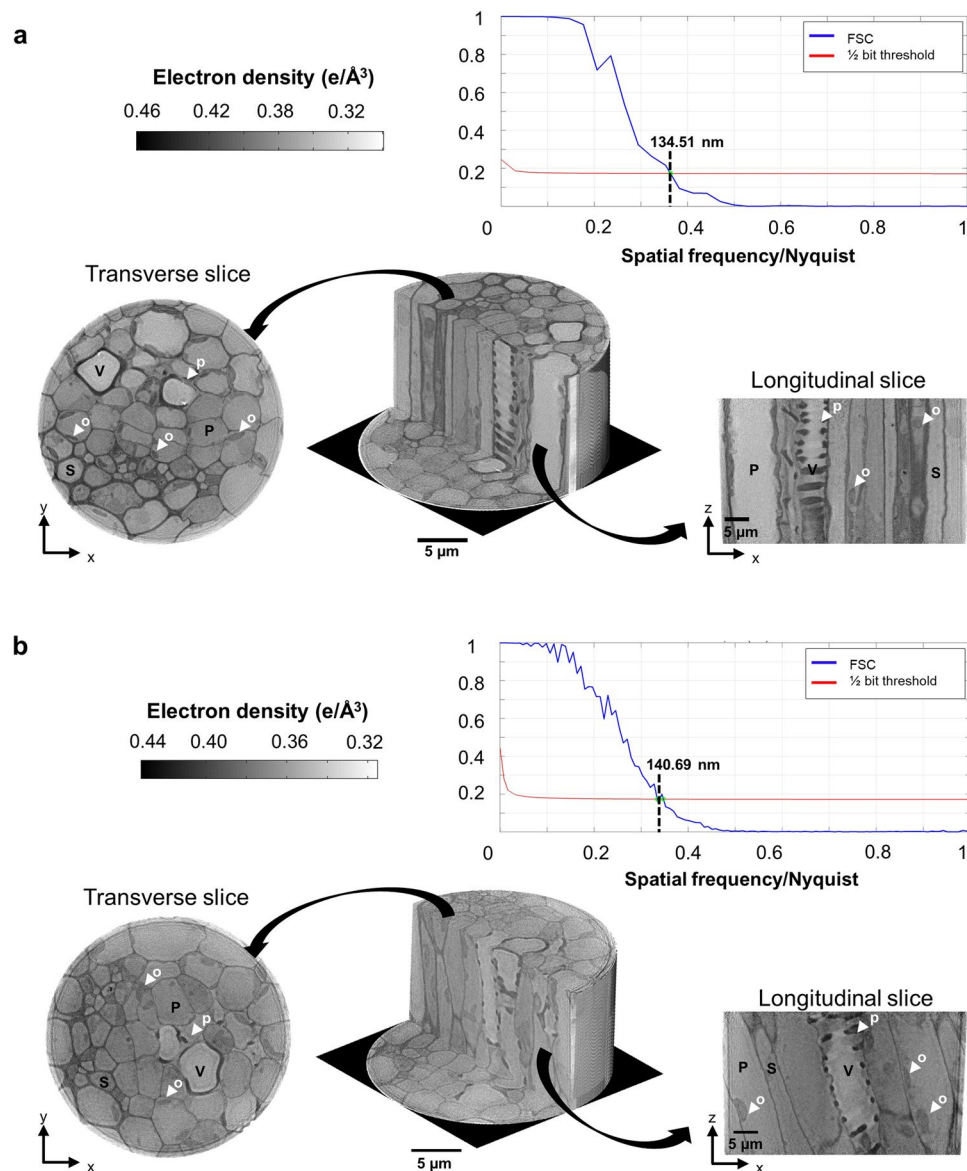 a
Electron density (e/Å³)
0.46 0.42 0.38 0.32
1
0.8
0.6
0.4
0.2
FSC
½ bit threshold
134.51 nm
0 0.2 0.4 0.6 0.8 1
Spatial frequency/Nyquist
Transverse slice
V
p
o
o
P
o
S
y
x
5 µm
Longitudinal slice
p
o
P
V
o
S
5 µm
z
x
b
Electron density (e/Å³)
0.44 0.40 0.36 0.32
1
0.8
0.6
0.4
0.2
FSC
½ bit threshold
140.69 nm
0 0.2 0.4 0.6 0.8 1
Spatial frequency/Nyquist
Transverse slice
o
P
p
V
S
o
y
x
5 µm
Longitudinal slice
p
P
S
V
o
o
o
5 µm
z
x